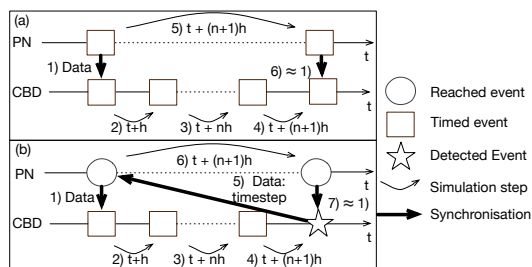 (a)
5) t + (n+1)h
PN
t
1) Data
6) ≈ 1)
CBD
t
2) t+h
3) t + nh
4) t + (n+1)h
(b)
6) t + (n+1)h
PN
t
1) Data
5) Data:
timestep
7) ≈ 1)
CBD
t
2) t+h
3) t + nh
4) t + (n+1)h
Reached event
Timed event
Detected Event
Simulation step
Synchronisation